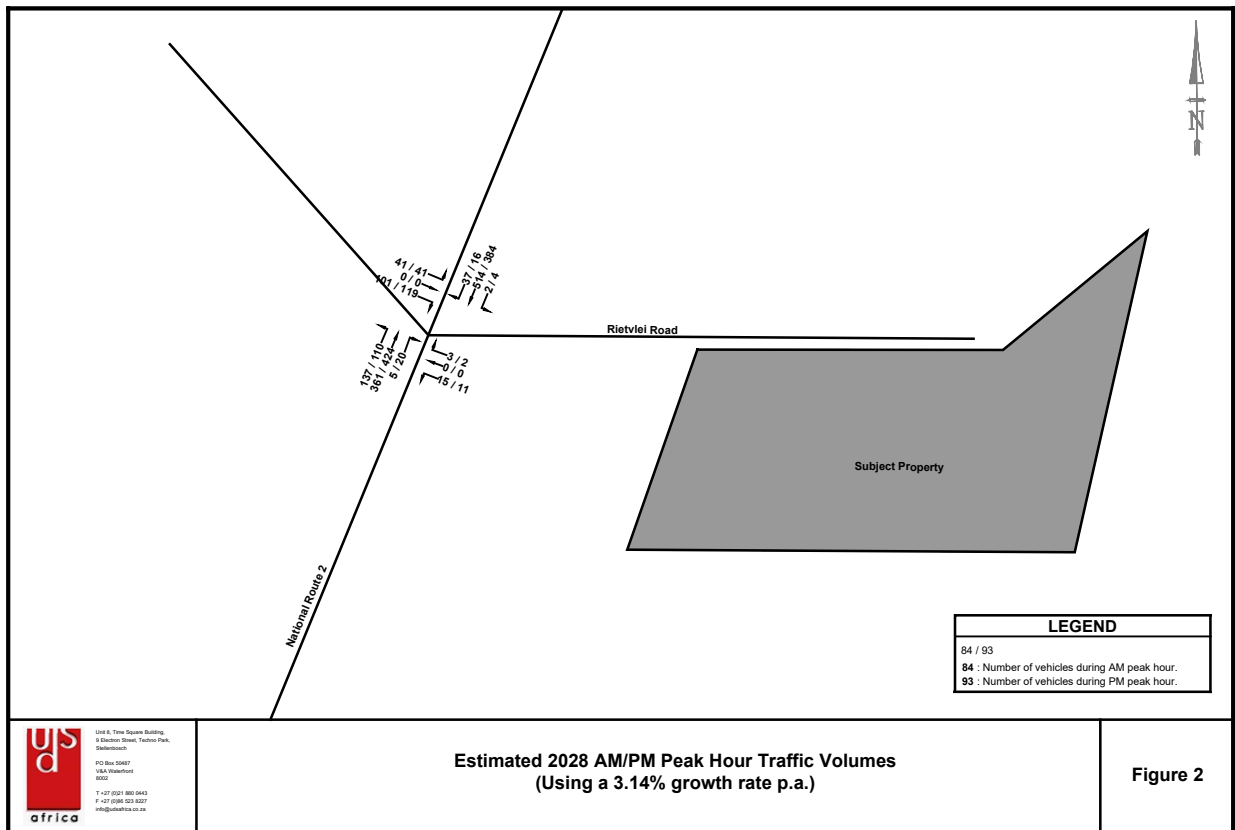 N
41 / 41
0 / 0
101 / 119
37 / 16
514 / 384
2 / 4
Rietvlei Road
137 / 110
361 / 424
5 / 20
3 / 2
0 / 0
15 / 11
Subject Property
National Route 2
LEGEND
84 / 93
84 : Number of vehicles during AM peak hour.
93 : Number of vehicles during PM peak hour.
uds
africa
Unit 8, Time Square Building,
9 Electron Street, Techno Park,
Stellenbosch
PO Box 50487
V&A Waterfront
8002
T +27 (0)21 880 0443
F +27 (0)86 523 8227
info@udsafrica.co.za
Estimated 2028 AM/PM Peak Hour Traffic Volumes
(Using a 3.14% growth rate p.a.)
Figure 2